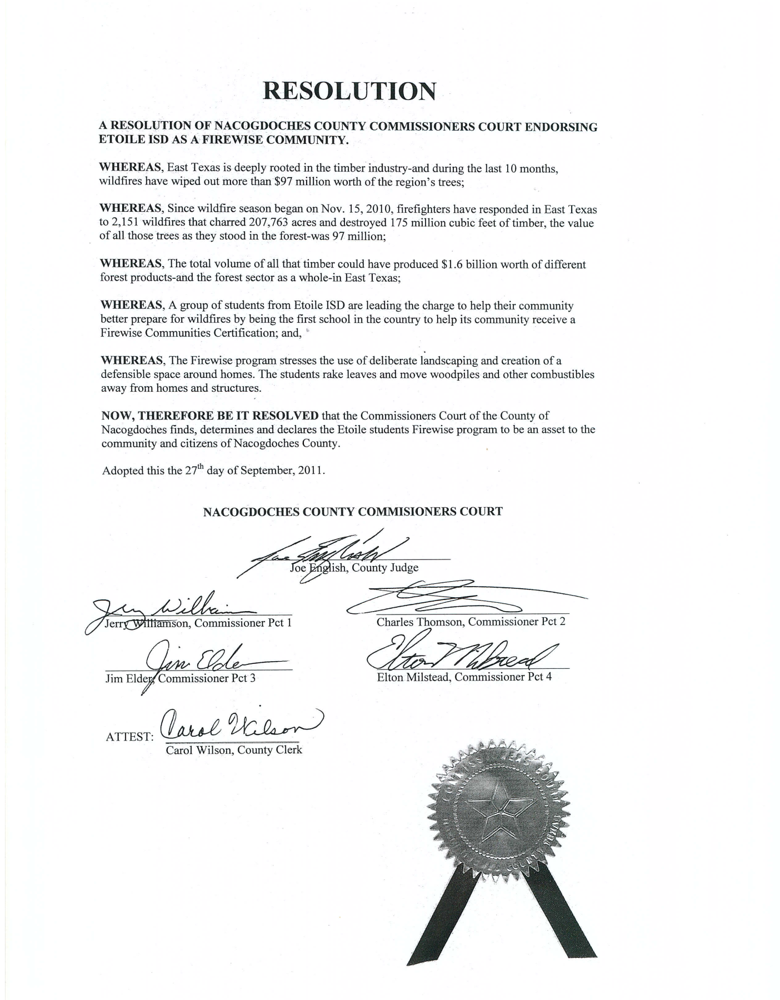 RESOLUTION
A RESOLUTION OF NACOGDOCHES COUNTY COMMISSIONERS COURT ENDORSING
ETOILE ISD AS A FIREWISE COMMUNITY.
WHEREAS, East Texas is deeply rooted in the timber industry-and during the last 10 months,
wildfires have wiped out more than $97 million worth of the region's trees;
WHEREAS, Since wildfire season began on Nov. 15, 2010, firefighters have responded in East Texas
to 2,151 wildfires that charred 207,763 acres and destroyed 175 million cubic feet of timber, the value
of all those trees as they stood in the forest-was 97 million;
WHEREAS, The total volume of all that timber could have produced $1.6 billion worth of different
forest products-and the forest sector as a whole-in East Texas;
WHEREAS, A group of students from Etoile ISD are leading the charge to help their community
better prepare for wildfires by being the first school in the country to help its community receive a
Firewise Communities Certification; and,
WHEREAS, The Firewise program stresses the use of deliberate landscaping and creation of a
defensible space around homes. The students rake leaves and move woodpiles and other combustibles
away from homes and structures.
NOW, THEREFORE BE IT RESOLVED that the Commissioners Court of the County of
Nacogdoches finds, determines and declares the Etoile students Firewise program to be an asset to the
community and citizens of Nacogdoches County.
Adopted this the 27th day of September, 2011.
NACOGDOCHES COUNTY COMMISIONERS COURT
Joe English
Joe English, County Judge
Jerry Williamson, Commissioner Pct 1
Charles Thomson, Commissioner Pct 2
Jim Elder
Elton Milstead
Jim Elder, Commissioner Pct 3
Elton Milstead, Commissioner Pct 4
ATTEST: Carol Wilson
Carol Wilson, County Clerk
COUNTY TEXAS